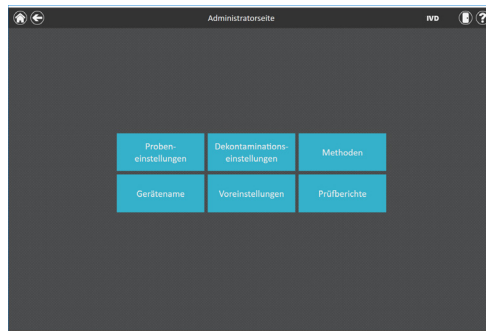 Administratorseite
IVD
?
Proben-
einstellungen
Dekontaminations-
einstellungen
Methoden
Gerätename
Voreinstellungen
Prüfberichte